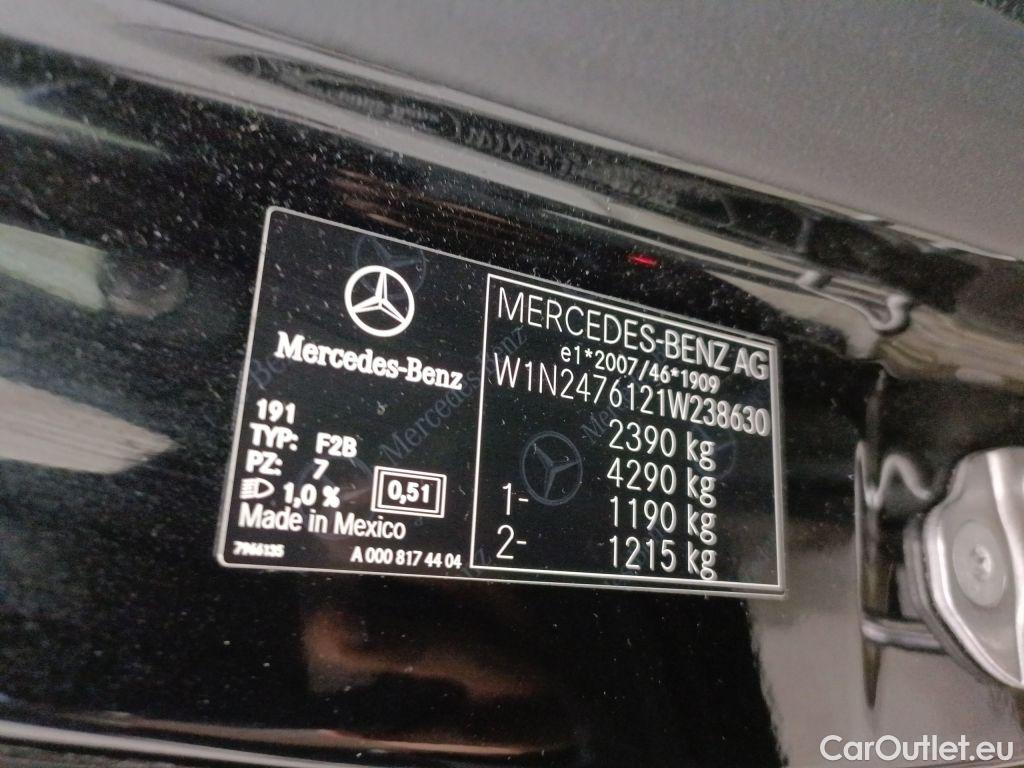 Mercedes-Benz
191
TYP: F2B
PZ: 7
1,0 %
0,51
Made in Mexico
7966135
A 000 817 44 04
MERCEDES-BENZ AG
e1*2007/46*1909
W1N2476121W238630
2390 kg
4290 kg
1- 1190 kg
2- 1215 kg
CarOutlet.eu